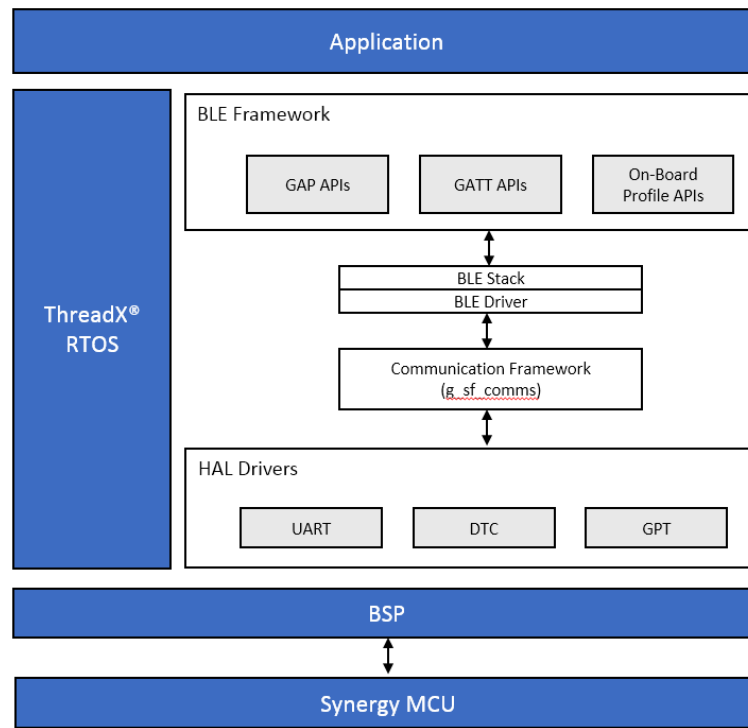 Application
ThreadX®
RTOS
BLE Framework
GAP APIs
GATT APIs
On-Board
Profile APIs
BLE Stack
BLE Driver
Communication Framework
(g_sf_comms)
HAL Drivers
UART
DTC
GPT
BSP
Synergy MCU